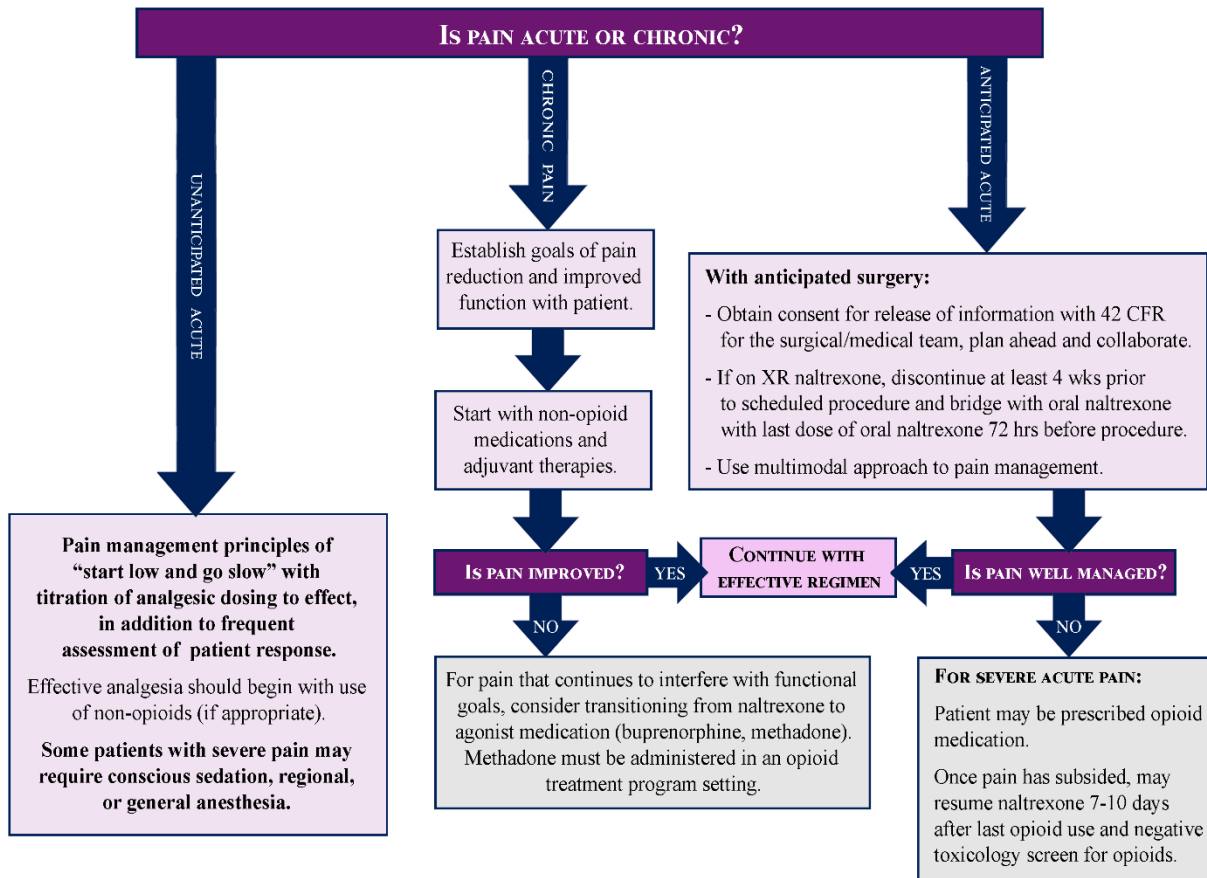 IS PAIN ACUTE OR CHRONIC?
UNANTICIPATED ACUTE
Pain management principles of
“start low and go slow” with
titration of analgesic dosing to effect,
in addition to frequent
assessment of patient response.
Effective analgesia should begin with use
of non-opioids (if appropriate).
Some patients with severe pain may
require conscious sedation, regional,
or general anesthesia.
CHRONIC PAIN
Establish goals of pain
reduction and improved
function with patient.
Start with non-opioid
medications and
adjuvant therapies.
IS PAIN IMPROVED?
YES
CONTINUE WITH
EFFECTIVE REGIMEN
NO
For pain that continues to interfere with functional
goals, consider transitioning from naltrexone to
agonist medication (buprenorphine, methadone).
Methadone must be administered in an opioid
treatment program setting.
ANTICIPATED ACUTE
With anticipated surgery:
- Obtain consent for release of information with 42 CFR
for the surgical/medical team, plan ahead and collaborate.
- If on XR naltrexone, discontinue at least 4 wks prior
to scheduled procedure and bridge with oral naltrexone
with last dose of oral naltrexone 72 hrs before procedure.
- Use multimodal approach to pain management.
IS PAIN WELL MANAGED?
YES
NO
FOR SEVERE ACUTE PAIN:
Patient may be prescribed opioid
medication.
Once pain has subsided, may
resume naltrexone 7-10 days
after last opioid use and negative
toxicology screen for opioids.